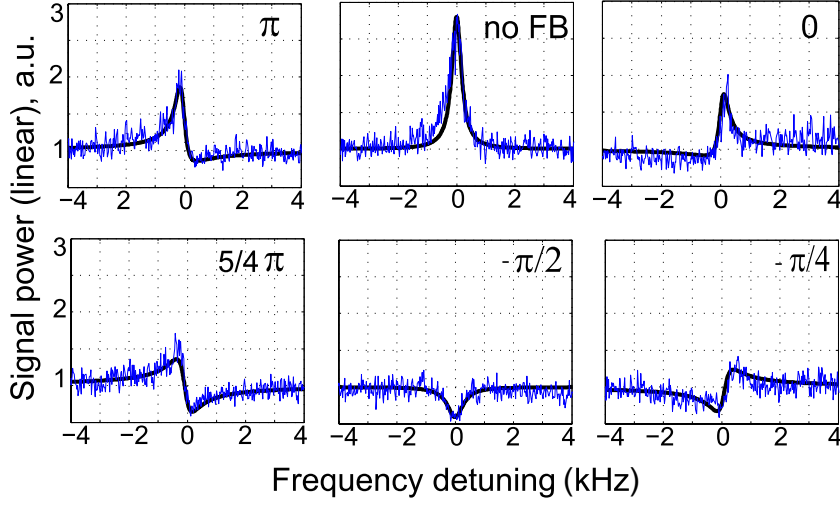 Signal power (linear), a.u.
3
π
2
1
−4 2 0 2 4
no FB
−4 −2 0 2 4
0
−4 −2 0 2 4
3
5/4 π
2
1
−4 −2 0 2 4
-π/2
−4 −2 0 2 4
-π/4
−4 −2 0 2 4
Frequency detuning (kHz)